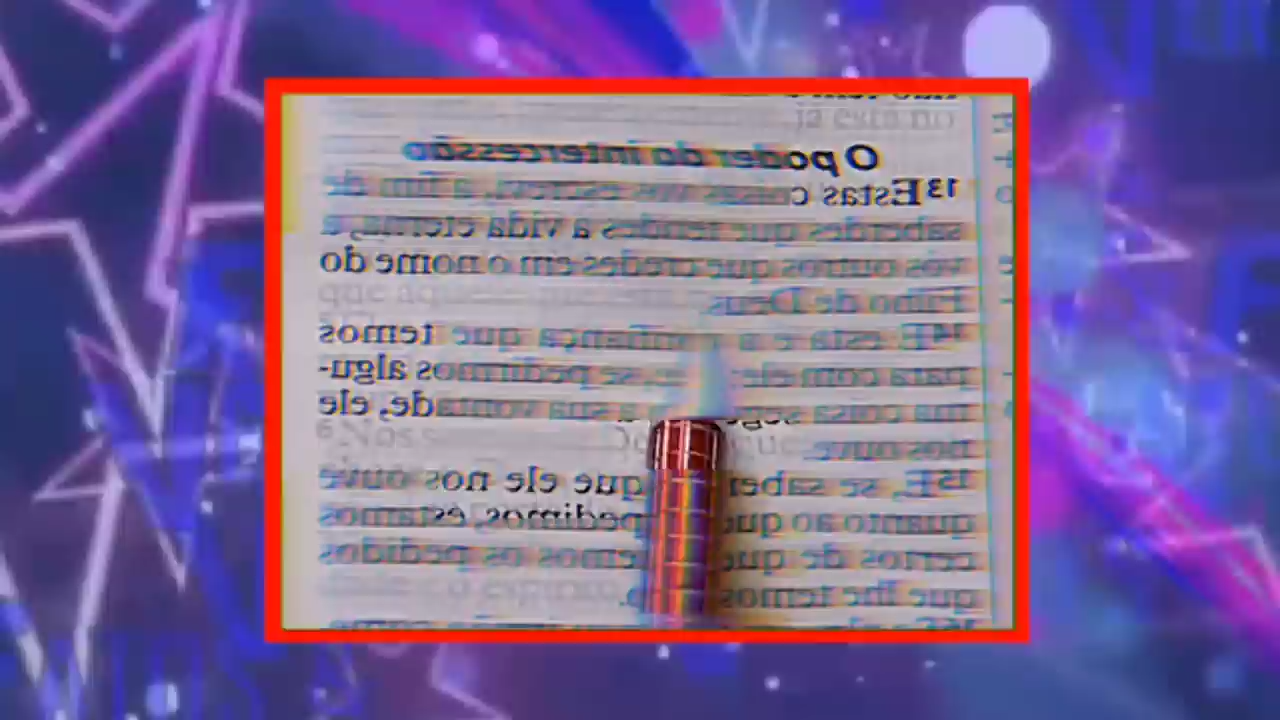 O poder da intercessão
13 Estas coisas vos escrevi, a fim de
saberdes que tendes a vida eterna, a
vós outros que credes em o nome do
Filho de Deus.
14 E esta é a confiança que temos
para com ele: se pedirmos algu-
ma coisa segundo a sua vontade, ele
nos ouve.
15 E, se sabemos que ele nos ouve
quanto ao que pedimos, estamos
certos de que obtemos os pedidos
que lhe temos feito.